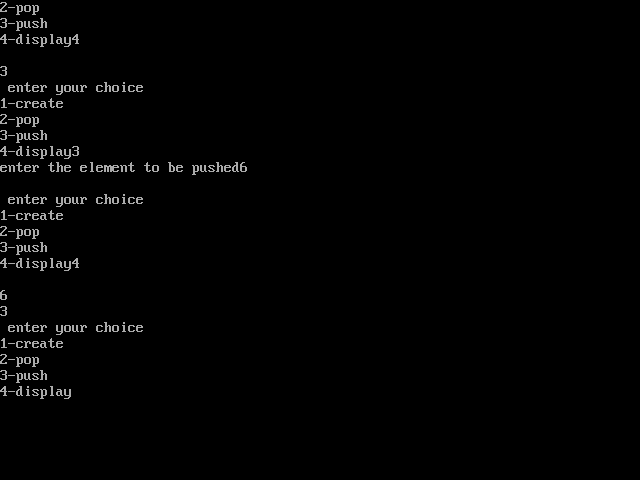 2-pop
3-push
4-display4
3
 enter your choice
1-create
2-pop
3-push
4-display3
enter the element to be pushed6
 enter your choice
1-create
2-pop
3-push
4-display4
6
3
 enter your choice
1-create
2-pop
3-push
4-display